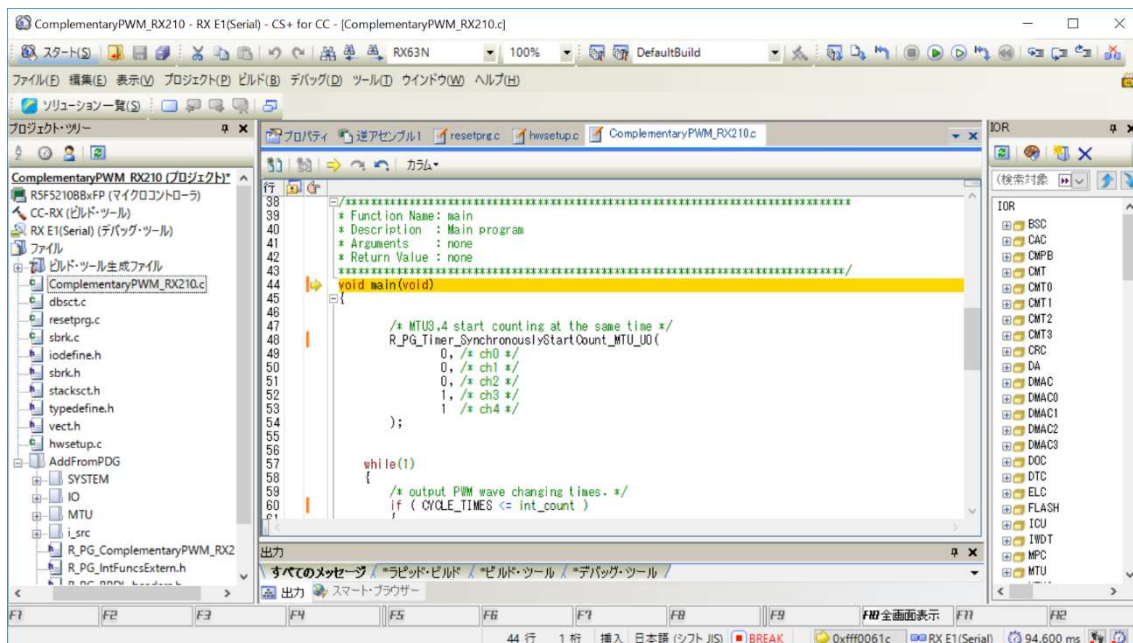 ComplementaryPWM_RX210 - RX E1(Serial) - CS+ for CC - [ComplementaryPWM_RX210.c]
スタート(S) RX63N 100% DefaultBuild
ファイル(F) 編集(E) 表示(V) プロジェクト(P) ビルド(B) デバッグ(D) ツール(T) ウインドウ(W) ヘルプ(H)
ソリューション一覧(S)
プロジェクト・ツリー
ComplementaryPWM_RX210 (プロジェクト)*
R5F5210BBxFP (マイクロコントローラ)
CC-RX (ビルド・ツール)
RX E1(Serial) (デバッグ・ツール)
ファイル
ビルド・ツール生成ファイル
ComplementaryPWM_RX210.c
dbsct.c
resetprg.c
sbrk.c
iodefine.h
sbrk.h
stacksct.h
typedefine.h
vect.h
hwsetup.c
AddFromPDG
SYSTEM
IO
MTU
i_src
R_PG_ComplementaryPWM_RX2
R_PG_IntFuncsExtern.h
プロパティ 逆アセンブル1 resetprg.c hwsetup.c ComplementaryPWM_RX210.c
カラム
行
38 /******************************************************************************
39 * Function Name: main
40 * Description : Main program
41 * Arguments : none
42 * Return Value : none
43 ******************************************************************************/
44 void main(void)
45 {
46
47 /* MTU3,4 start counting at the same time */
48 R_PG_Timer_SynchronouslyStartCount_MTU_U0(
49 0, /* ch0 */
50 0, /* ch1 */
51 0, /* ch2 */
52 1, /* ch3 */
53 1 /* ch4 */
54 );
55
56
57 while(1)
58 {
59 /* output PWM wave changing times. */
60 if ( CYCLE_TIMES <= int_count )
61 {
出力
すべてのメッセージ *ラピッド・ビルド *ビルド・ツール *デバッグ・ツール
出力 スマート・ブラウザー
IOR
(検索対象
IOR
BSC
CAC
CMPB
CMT
CMT0
CMT1
CMT2
CMT3
CRC
DA
DMAC
DMAC0
DMAC1
DMAC2
DMAC3
DOC
DTC
ELC
FLASH
ICU
IWDT
MPC
MTU
F1 F2 F3 F4 F5 F6 F7 F8 F9 F10 全画面表示 F11 F12
44 行 1 桁 挿入 日本語 (シフト JIS) BREAK 0xfff0061c RX E1(Serial) 94.600 ms